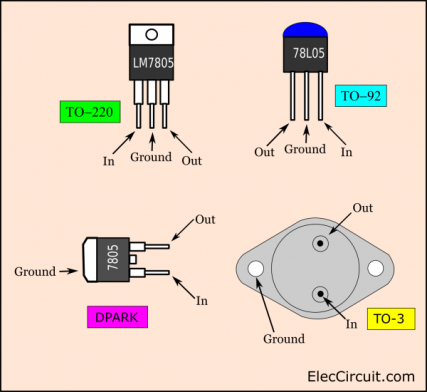 LM7805
TO–220
In
Ground
Out
78L05
TO–92
Out
Ground
In
7805
Out
Ground
In
DPARK
Out
In
TO-3
Ground
ElecCircuit.com